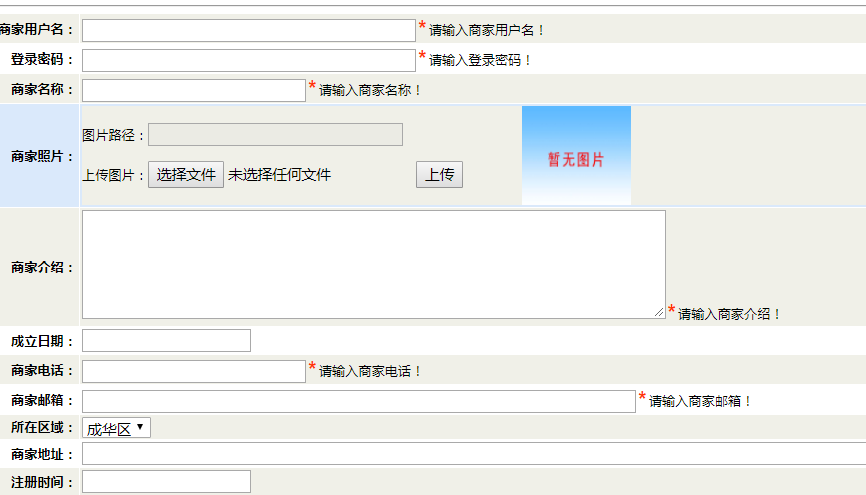 商家用户名： *请输入商家用户名！
登录密码： *请输入登录密码！
商家名称： *请输入商家名称！
商家照片：
图片路径：
上传图片：选择文件 未选择任何文件 上传
暂无图片
商家介绍： *请输入商家介绍！
成立日期：
商家电话： *请输入商家电话！
商家邮箱： *请输入商家邮箱！
所在区域： 成华区
商家地址：
注册时间：